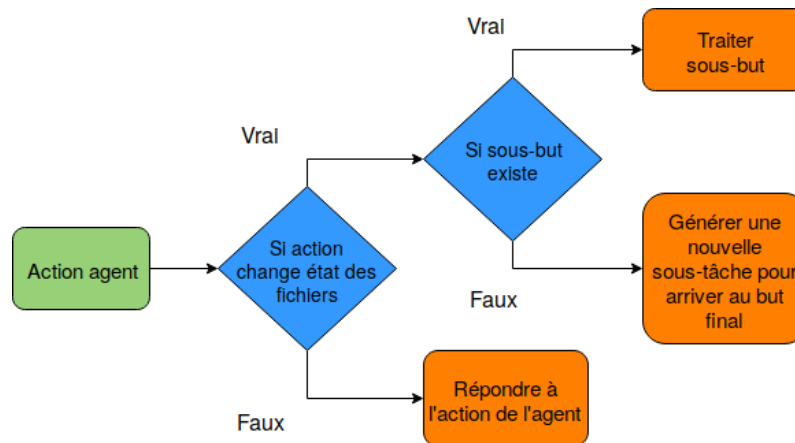 Vrai
Traiter
sous-but
Vrai
Si sous-but
existe
Action agent
Si action
change état des
fichiers
Générer une
nouvelle
sous-tâche pour
arriver au but
final
Faux
Faux
Répondre à
l'action de l'agent